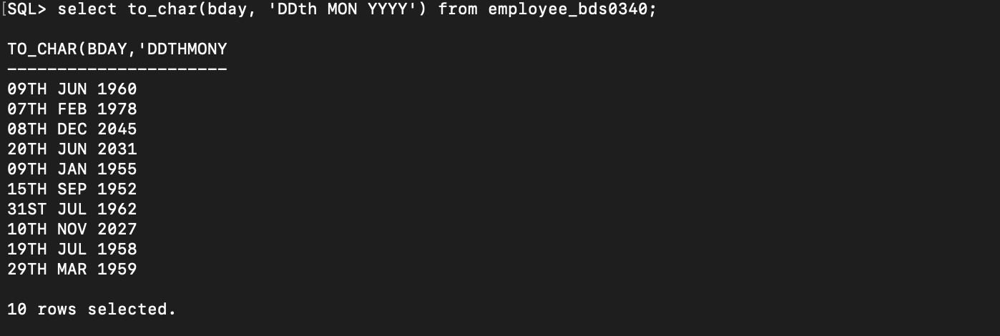 [SQL> select to_char(bday, 'DDth MON YYYY') from employee_bds0340;
TO_CHAR(BDAY,'DDTHMONY
----------------------
09TH JUN 1960
07TH FEB 1978
08TH DEC 2045
20TH JUN 2031
09TH JAN 1955
15TH SEP 1952
31ST JUL 1962
10TH NOV 2027
19TH JUL 1958
29TH MAR 1959
10 rows selected.